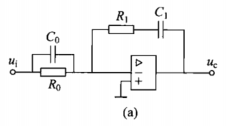 R₁ C₁
C₀
uᵢ ▷ u꜀
R₀ − +
(a)